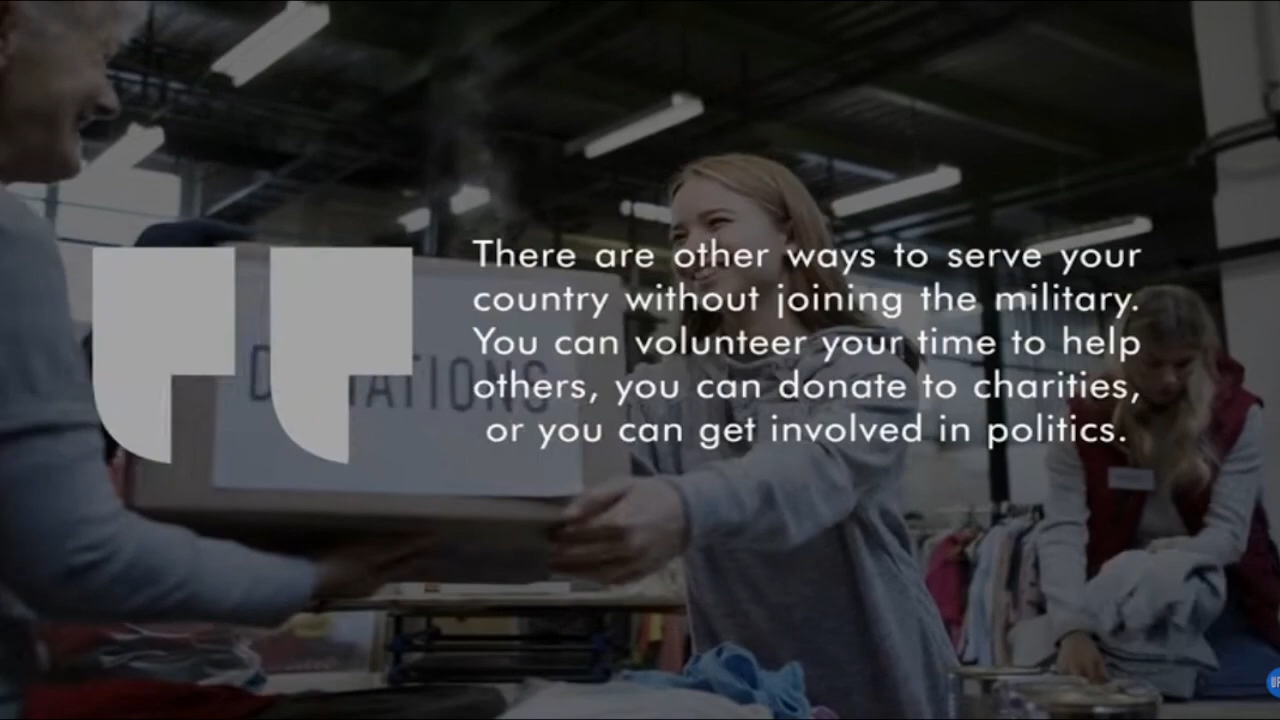 There are other ways to serve your
country without joining the military.
You can volunteer your time to help
others, you can donate to charities,
or you can get involved in politics.